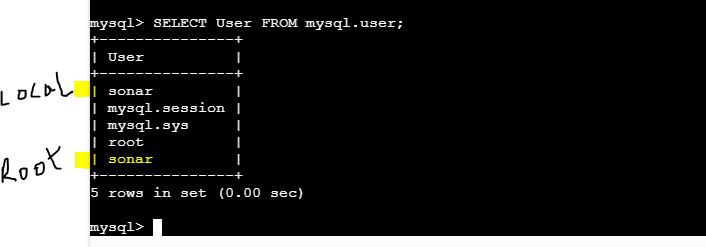 mysql> SELECT User FROM mysql.user;
+---------------+
| User          |
+---------------+
LOCAL | sonar         |
| mysql.session |
| mysql.sys     |
| root          |
ROOT | sonar         |
+---------------+
5 rows in set (0.00 sec)
mysql>